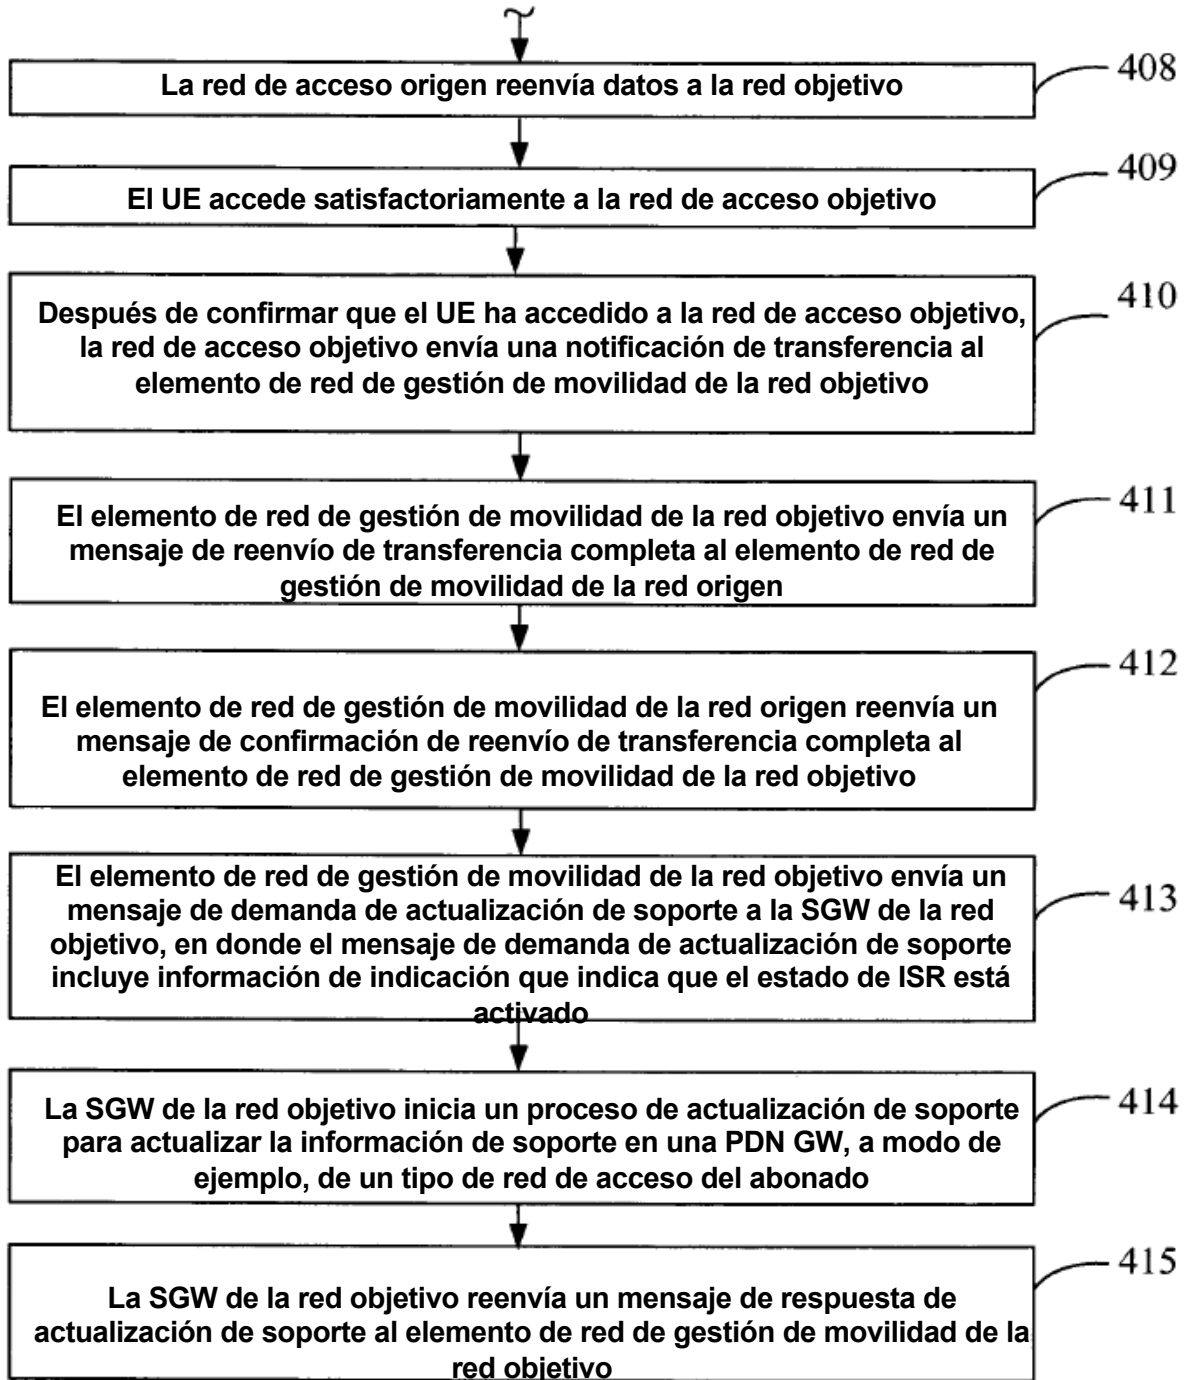 La red de acceso origen reenvía datos a la red objetivo
408
El UE accede satisfactoriamente a la red de acceso objetivo
409
Después de confirmar que el UE ha accedido a la red de acceso objetivo,
la red de acceso objetivo envía una notificación de transferencia al
elemento de red de gestión de movilidad de la red objetivo
410
El elemento de red de gestión de movilidad de la red objetivo envía un
mensaje de reenvío de transferencia completa al elemento de red de
gestión de movilidad de la red origen
411
El elemento de red de gestión de movilidad de la red origen reenvía un
mensaje de confirmación de reenvío de transferencia completa al
elemento de red de gestión de movilidad de la red objetivo
412
El elemento de red de gestión de movilidad de la red objetivo envía un
mensaje de demanda de actualización de soporte a la SGW de la red
objetivo, en donde el mensaje de demanda de actualización de soporte
incluye información de indicación que indica que el estado de ISR está
activado
413
La SGW de la red objetivo inicia un proceso de actualización de soporte
para actualizar la información de soporte en una PDN GW, a modo de
ejemplo, de un tipo de red de acceso del abonado
414
La SGW de la red objetivo reenvía un mensaje de respuesta de
actualización de soporte al elemento de red de gestión de movilidad de la
red objetivo
415